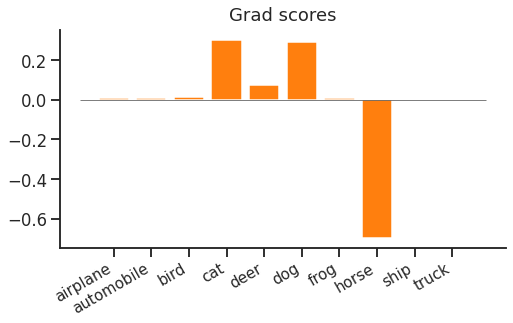 Grad scores
0.2
0.0
−0.2
−0.4
−0.6
airplane
automobile
bird
cat
deer
dog
frog
horse
ship
truck